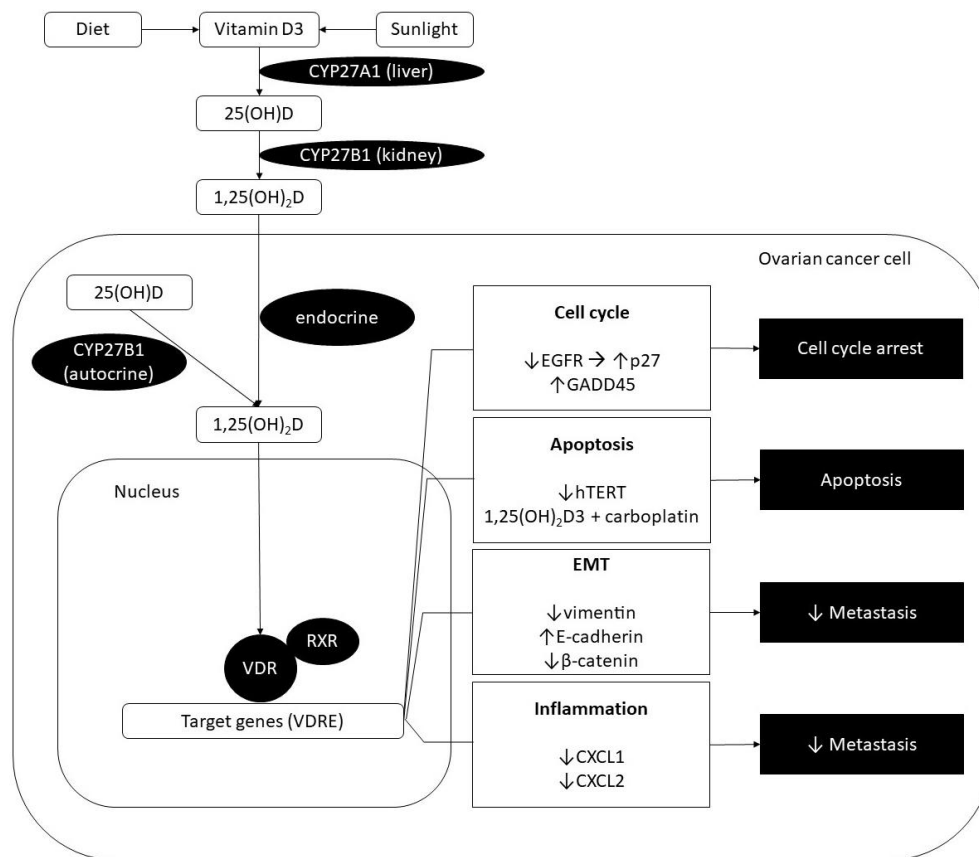 Diet
Vitamin D3
Sunlight
CYP27A1 (liver)
25(OH)D
CYP27B1 (kidney)
1,25(OH)₂D
Ovarian cancer cell
25(OH)D
CYP27B1
(autocrine)
endocrine
1,25(OH)₂D
Nucleus
VDR
RXR
Target genes (VDRE)
Cell cycle
↓EGFR → ↑p27
↑GADD45
Cell cycle arrest
Apoptosis
↓hTERT
1,25(OH)₂D3 + carboplatin
Apoptosis
EMT
↓vimentin
↑E-cadherin
↓β-catenin
↓ Metastasis
Inflammation
↓CXCL1
↓CXCL2
↓ Metastasis